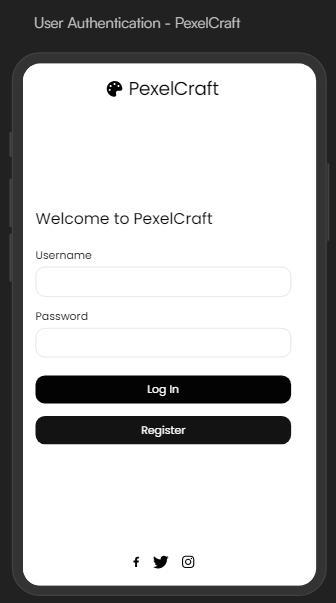 User Authentication - PexelCraft
PexelCraft
Welcome to PexelCraft
Username
Password
Log In
Register